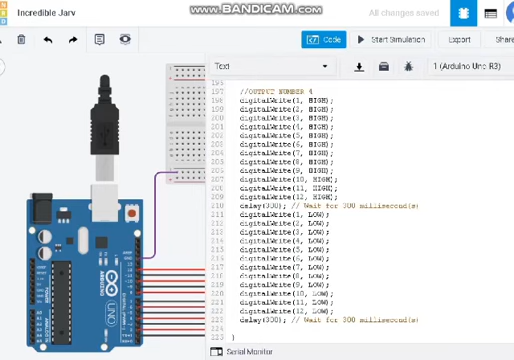 www.BANDICAM.com
Incredible Jarv
All changes saved
Code
Start Simulation
Export
Share
Text
1 (Arduino Uno R3)
196
197 //OUTPUT NUMBER 4
198 digitalWrite(1, HIGH);
199 digitalWrite(2, HIGH);
200 digitalWrite(3, HIGH);
201 digitalWrite(4, HIGH);
202 digitalWrite(5, HIGH);
203 digitalWrite(6, HIGH);
204 digitalWrite(7, HIGH);
205 digitalWrite(8, HIGH);
206 digitalWrite(9, HIGH);
207 digitalWrite(10, HIGH);
208 digitalWrite(11, HIGH);
209 digitalWrite(12, HIGH);
210 delay(300); // Wait for 300 millisecond(s)
211 digitalWrite(1, LOW);
212 digitalWrite(2, LOW);
213 digitalWrite(3, LOW);
214 digitalWrite(4, LOW);
215 digitalWrite(5, LOW);
216 digitalWrite(6, LOW);
217 digitalWrite(7, LOW);
218 digitalWrite(8, LOW);
219 digitalWrite(9, LOW);
220 digitalWrite(10, LOW);
221 digitalWrite(11, LOW);
222 digitalWrite(12, LOW);
223 delay(300); // Wait for 300 millisecond(s)
}
Serial Monitor
ARDUINO
UNO